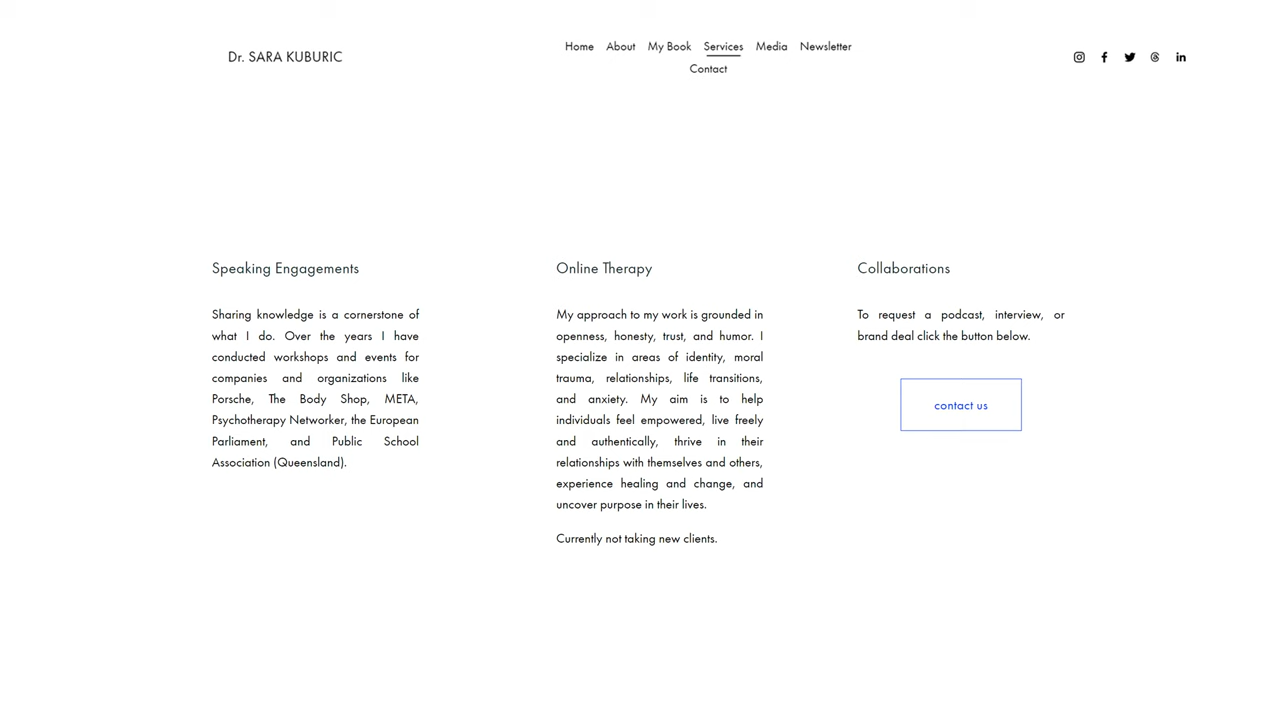 Dr. SARA KUBURIC
Home About My Book Services Media Newsletter
Contact
Speaking Engagements
Sharing knowledge is a cornerstone of
what I do. Over the years I have
conducted workshops and events for
companies and organizations like
Porsche, The Body Shop, META,
Psychotherapy Networker, the European
Parliament, and Public School
Association (Queensland).
Online Therapy
My approach to my work is grounded in
openness, honesty, trust, and humor. I
specialize in areas of identity, moral
trauma, relationships, life transitions,
and anxiety. My aim is to help
individuals feel empowered, live freely
and authentically, thrive in their
relationships with themselves and others,
experience healing and change, and
uncover purpose in their lives.
Currently not taking new clients.
Collaborations
To request a podcast, interview, or
brand deal click the button below.
contact us